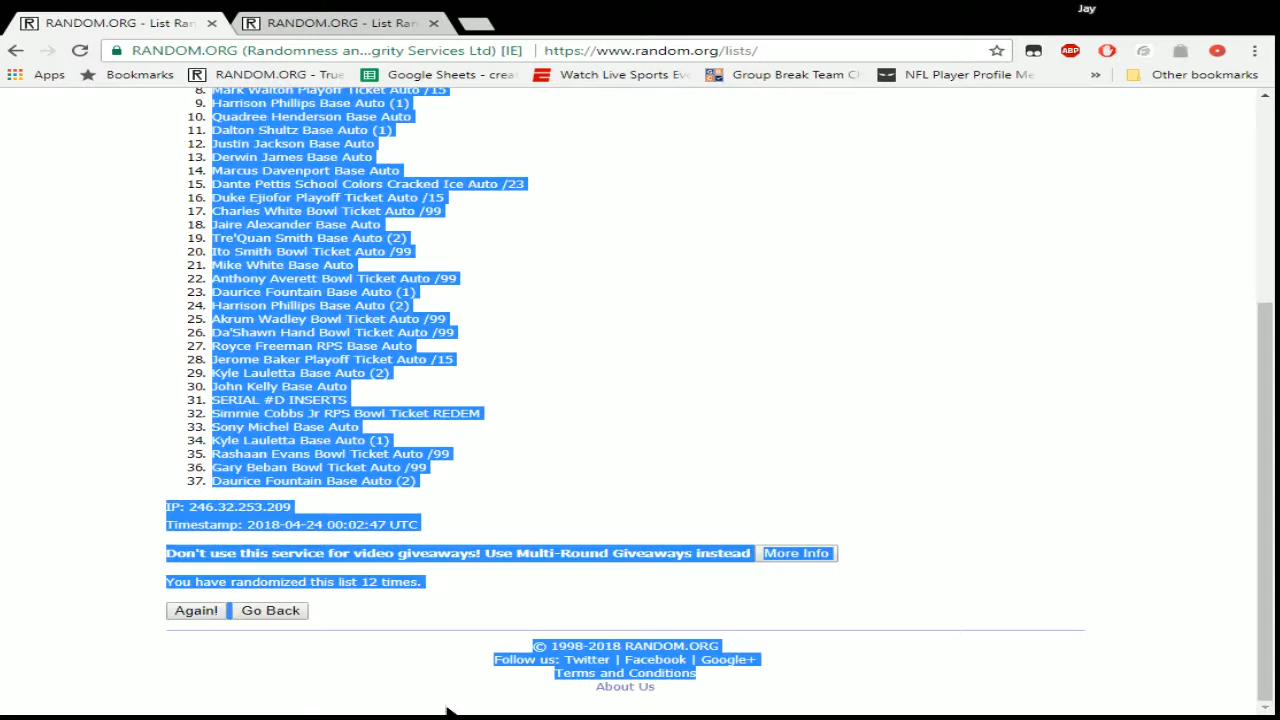 Jay
RANDOM.ORG - List Ran
RANDOM.ORG - List Ran
RANDOM.ORG (Randomness an...grity Services Ltd) [IE] | https://www.random.org/lists/
Apps Bookmarks RANDOM.ORG - True Google Sheets - crea Watch Live Sports Ev Group Break Team C NFL Player Profile Me » Other bookmarks
8. Mark Walton Playoff Ticket Auto /15
9. Harrison Phillips Base Auto (1)
10. Quadree Henderson Base Auto
11. Dalton Shultz Base Auto (1)
12. Justin Jackson Base Auto
13. Derwin James Base Auto
14. Marcus Davenport Base Auto
15. Dante Pettis School Colors Cracked Ice Auto /23
16. Duke Ejiofor Playoff Ticket Auto /15
17. Charles White Bowl Ticket Auto /99
18. Jaire Alexander Base Auto
19. Tre'Quan Smith Base Auto (2)
20. Ito Smith Bowl Ticket Auto /99
21. Mike White Base Auto
22. Anthony Averett Bowl Ticket Auto /99
23. Daurice Fountain Base Auto (1)
24. Harrison Phillips Base Auto (2)
25. Akrum Wadley Bowl Ticket Auto /99
26. Da'Shawn Hand Bowl Ticket Auto /99
27. Royce Freeman RPS Base Auto
28. Jerome Baker Playoff Ticket Auto /15
29. Kyle Lauletta Base Auto (2)
30. John Kelly Base Auto
31. SERIAL #D INSERTS
32. Simmie Cobbs Jr RPS Bowl Ticket REDEM
33. Sony Michel Base Auto
34. Kyle Lauletta Base Auto (1)
35. Rashaan Evans Bowl Ticket Auto /99
36. Gary Beban Bowl Ticket Auto /99
37. Daurice Fountain Base Auto (2)
IP: 246.32.253.209
Timestamp: 2018-04-24 00:02:47 UTC
Don't use this service for video giveaways! Use Multi-Round Giveaways instead More Info
You have randomized this list 12 times.
Again! Go Back
© 1998-2018 RANDOM.ORG
Follow us: Twitter | Facebook | Google+
Terms and Conditions
About Us